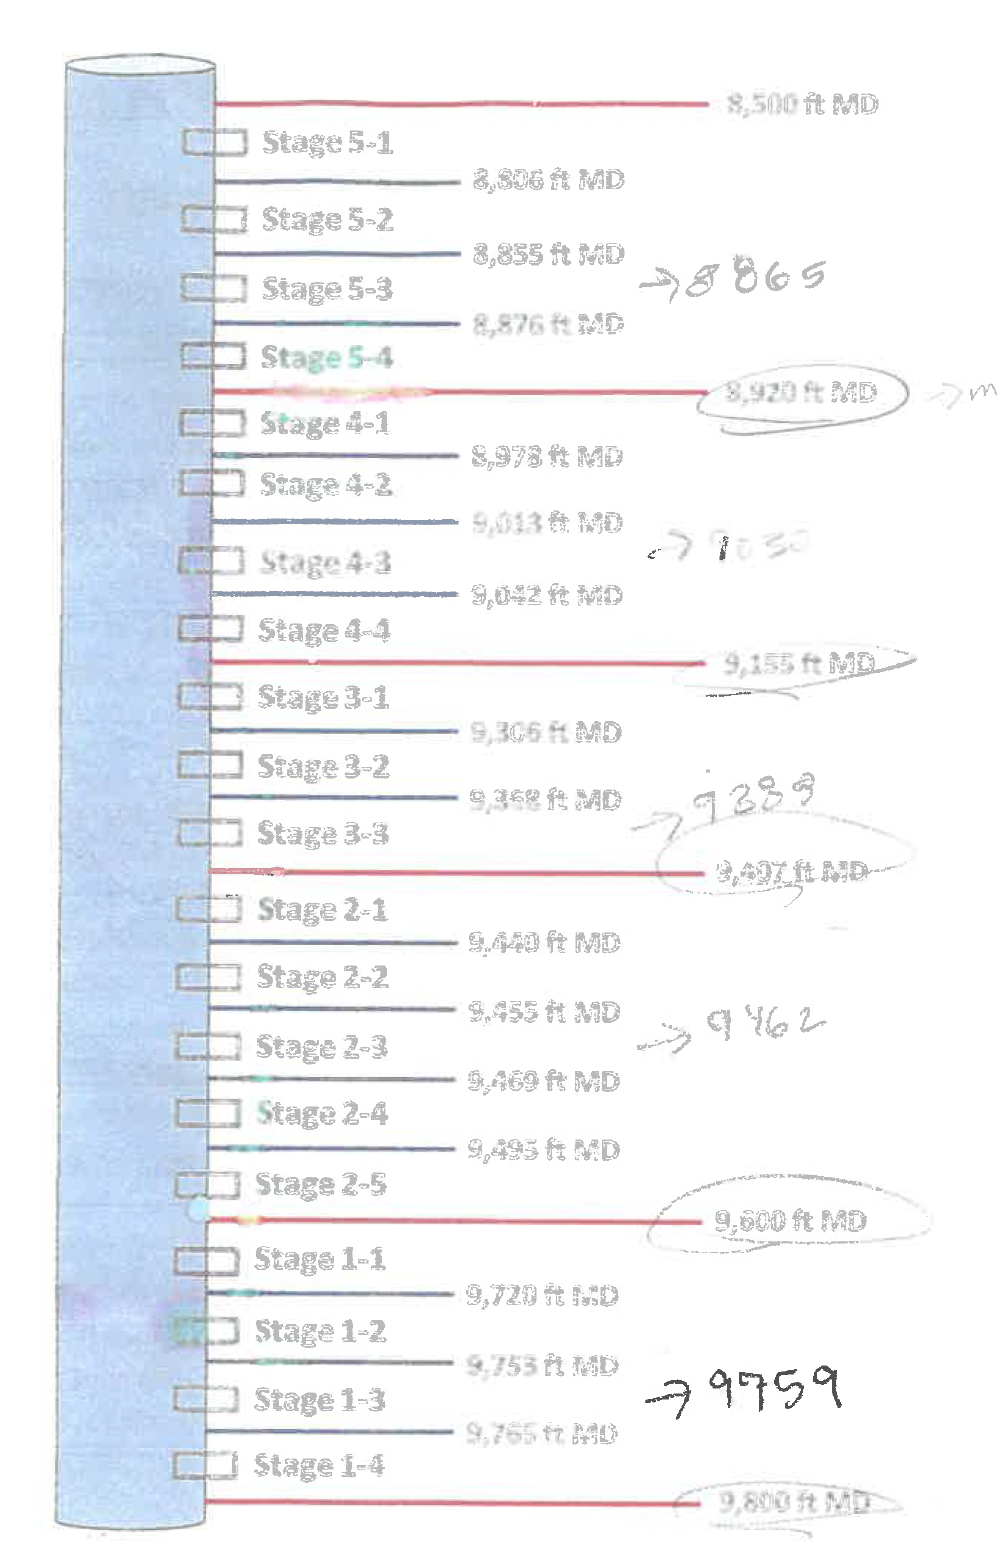 8,500 ft MD
Stage 5-1
8,806 ft MD
Stage 5-2
8,855 ft MD
→ 8865
Stage 5-3
8,876 ft MD
Stage 5-4
8,920 ft MD → m
Stage 4-1
8,978 ft MD
Stage 4-2
9,013 ft MD
→
Stage 4-3
9,042 ft MD
Stage 4-4
9,155 ft MD
Stage 3-1
9,306 ft MD
Stage 3-2
9,368 ft MD
→ 9389
Stage 3-3
9,407 ft MD
Stage 2-1
9,440 ft MD
Stage 2-2
9,455 ft MD
→ 9462
Stage 2-3
9,469 ft MD
Stage 2-4
9,495 ft MD
Stage 2-5
9,600 ft MD
Stage 1-1
9,720 ft MD
Stage 1-2
9,753 ft MD
→ 9759
Stage 1-3
9,765 ft MD
Stage 1-4
9,800 ft MD